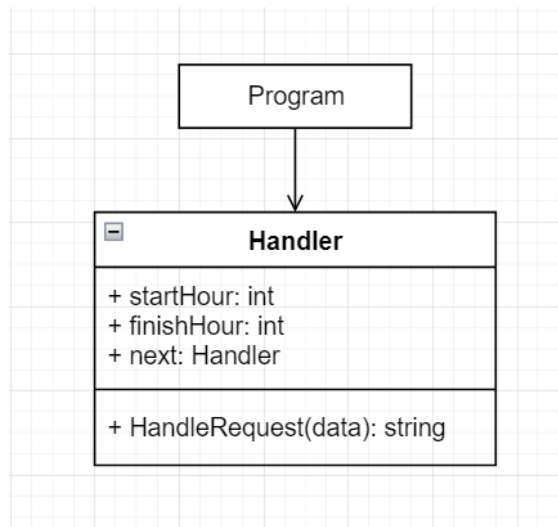 Program
Handler
+ startHour: int
+ finishHour: int
+ next: Handler
+ HandleRequest(data): string